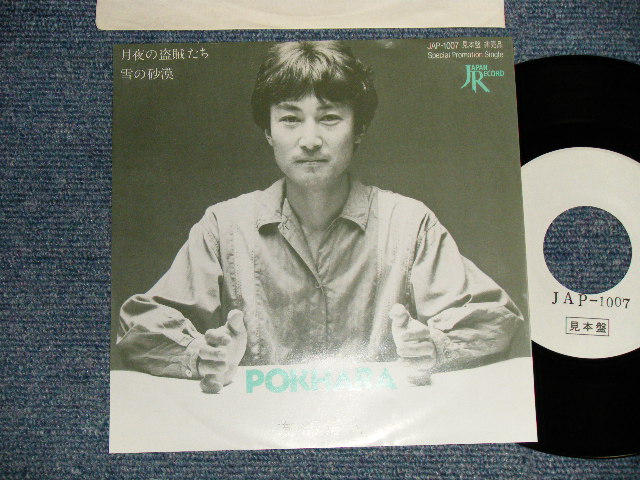 月夜の盗賊たち
雪の砂漠
JAP-1007 見本盤 非売品
Special Promotion Single
JAPAN RECORD
POKHARA
JAP-1007
見本盤